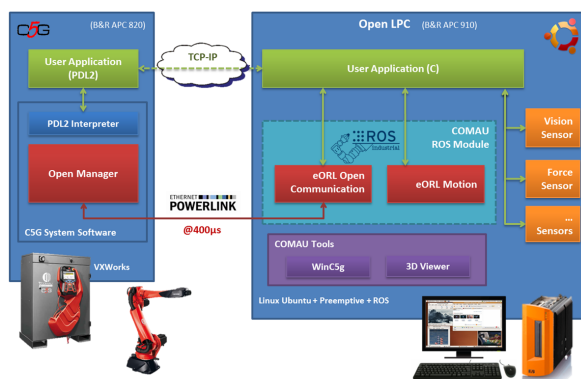 C5G
(B&R APC 820)
User Application
(PDL2)
PDL2 Interpreter
Open Manager
C5G System Software
VXWorks
TCP-IP
ETHERNET
POWERLINK
@400μs
Open LPC
(B&R APC 910)
User Application (C)
COMAU
ROS Module
ROS
Industrial
eORL Open
Communication
eORL Motion
Vision
Sensor
Force
Sensor
...
Sensors
COMAU Tools
WinC5g
3D Viewer
Linux Ubuntu + Preemptive + ROS